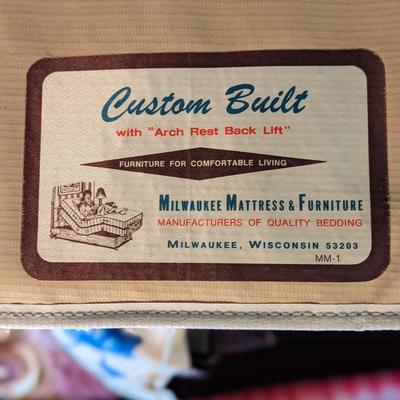 Custom Built
with "Arch Rest Back Lift"
FURNITURE FOR COMFORTABLE LIVING
MILWAUKEE MATTRESS & FURNITURE
MANUFACTURERS OF QUALITY BEDDING
MILWAUKEE, WISCONSIN 53203
MM-1